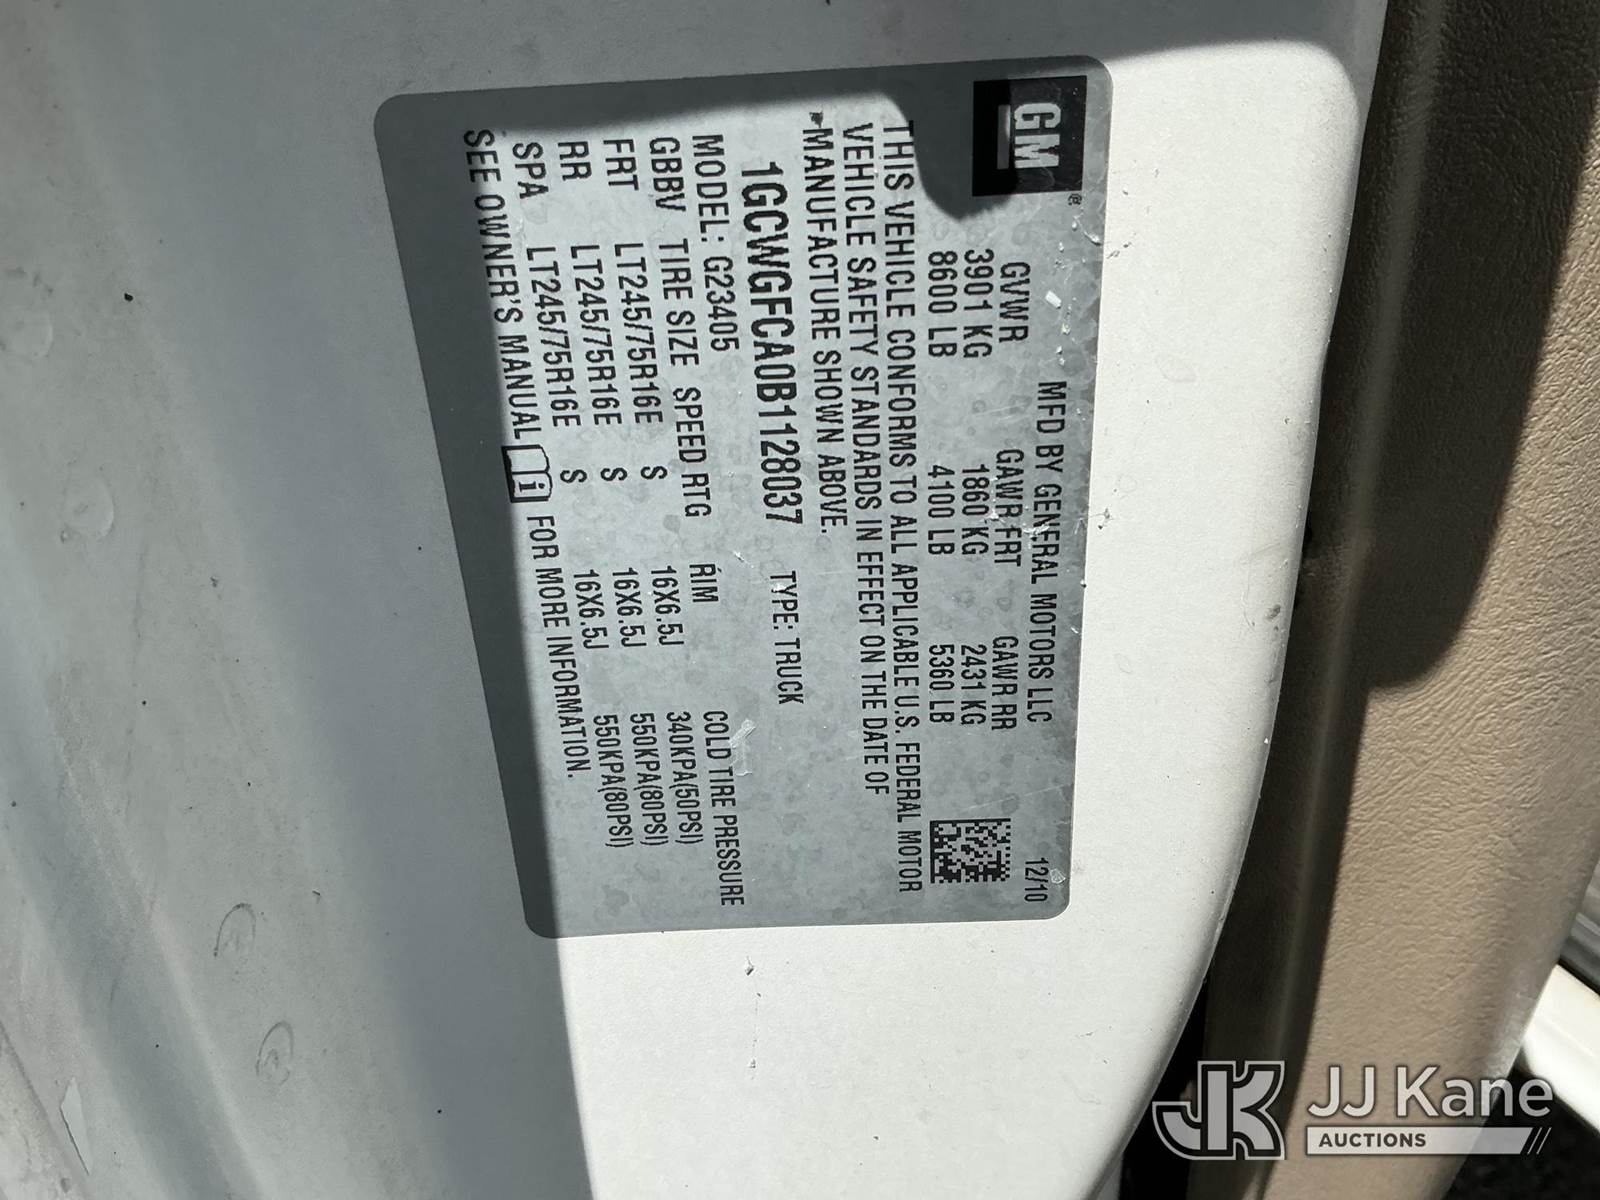 GM®
MFD BY GENERAL MOTORS LLC 12/10
GVWR GAWR FRT GAWR RR
3901 KG 1860 KG 2431 KG
8600 LB 4100 LB 5360 LB
THIS VEHICLE CONFORMS TO ALL APPLICABLE U.S. FEDERAL MOTOR
VEHICLE SAFETY STANDARDS IN EFFECT ON THE DATE OF
MANUFACTURE SHOWN ABOVE.
1GCWGFCA0B1128037 TYPE: TRUCK
MODEL: G23405
GBBV TIRE SIZE SPEED RTG RIM COLD TIRE PRESSURE
FRT LT245/75R16E S 16X6.5J 340KPA(50PSI)
RR LT245/75R16E S 16X6.5J 550KPA(80PSI)
SPA LT245/75R16E S 16X6.5J 550KPA(80PSI)
SEE OWNER'S MANUAL i FOR MORE INFORMATION.
JK JJ Kane
AUCTIONS